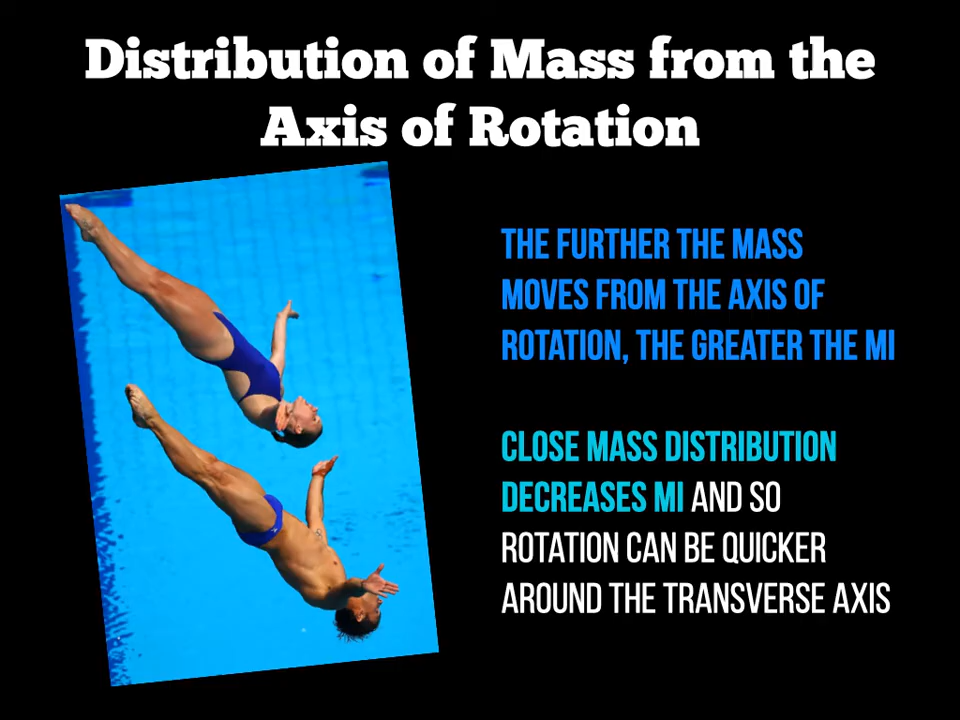 Distribution of Mass from the
Axis of Rotation
THE FURTHER THE MASS
MOVES FROM THE AXIS OF
ROTATION, THE GREATER THE MI
CLOSE MASS DISTRIBUTION
DECREASES MI AND SO
ROTATION CAN BE QUICKER
AROUND THE TRANSVERSE AXIS